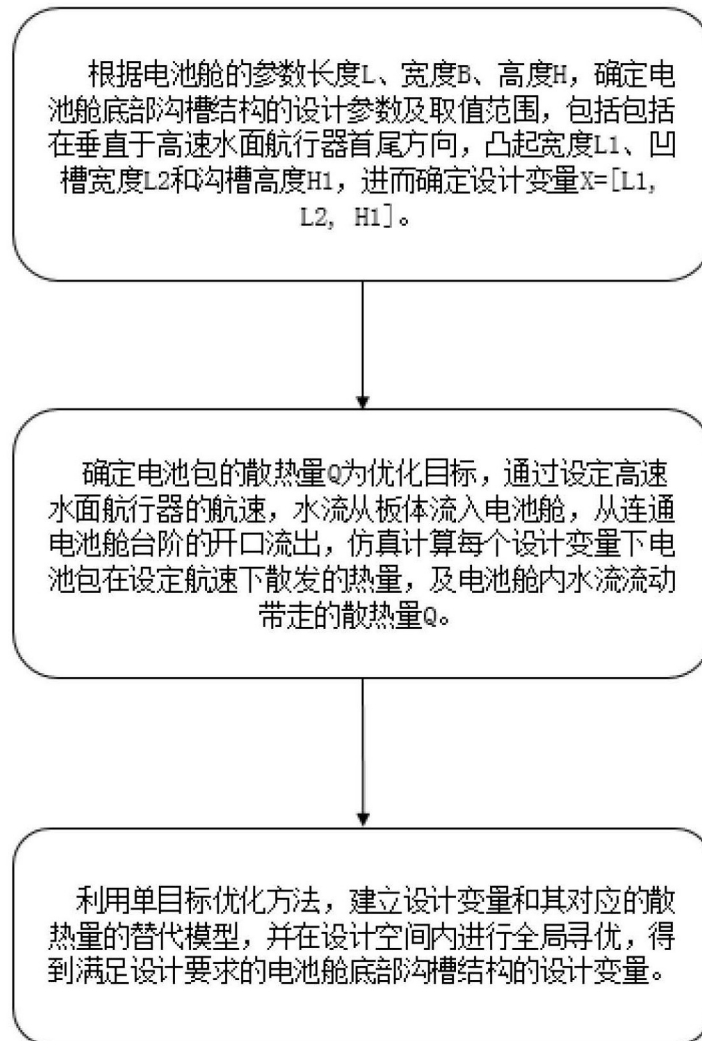 根据电池舱的参数长度L、宽度B、高度H，确定电
池舱底部沟槽结构的设计参数及取值范围，包括包括
在垂直于高速水面航行器首尾方向，凸起宽度L1、凹
槽宽度L2和沟槽高度H1，进而确定设计变量X=[L1,
L2, H1]。
确定电池包的散热量Q为优化目标，通过设定高速
水面航行器的航速，水流从板体流入电池舱，从连通
电池舱台阶的开口流出，仿真计算每个设计变量下电
池包在设定航速下散发的热量，及电池舱内水流流动
带走的散热量Q。
利用单目标优化方法，建立设计变量和其对应的散
热量的替代模型，并在设计空间内进行全局寻优，得
到满足设计要求的电池舱底部沟槽结构的设计变量。